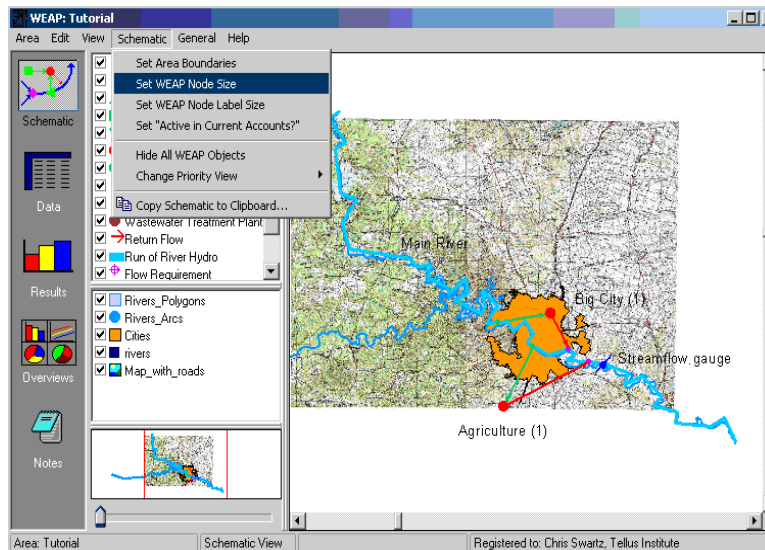 WEAP: Tutorial
Area Edit View Schematic General Help
Set Area Boundaries
Set WEAP Node Size
Set WEAP Node Label Size
Set "Active in Current Accounts?"
Hide All WEAP Objects
Change Priority View
Copy Schematic to Clipboard...
Wastewater Treatment Plant
Return Flow
Run of River Hydro
Flow Requirement
Rivers_Polygons
Rivers_Arcs
Cities
rivers
Map_with_roads
Schematic
Data
Results
Overviews
Notes
Main River
Big City (1)
Streamflow, gauge
Agriculture (1)
Area: Tutorial
Schematic View
Registered to: Chris Swartz, Tellus Institute